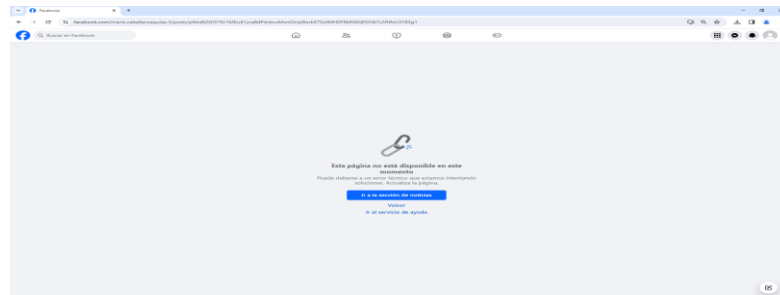 Facebook
Buscar en Facebook
Esta página no está disponible en este
momento
Puede deberse a un error técnico que estamos intentando
solucionar. Actualiza la página.
Ir a la sección de noticias
Volver
Ir al servicio de ayuda